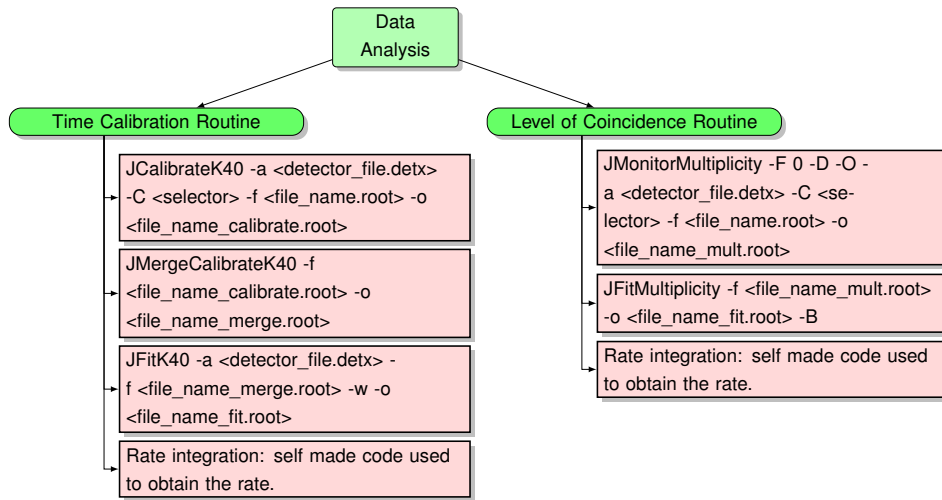 Data
Analysis
Time Calibration Routine
JCalibrateK40 -a <detector_file.detx>
-C <selector> -f <file_name.root> -o
<file_name_calibrate.root>
JMergeCalibrateK40 -f
<file_name_calibrate.root> -o
<file_name_merge.root>
JFitK40 -a <detector_file.detx> -
f <file_name_merge.root> -w -o
<file_name_fit.root>
Rate integration: self made code used
to obtain the rate.
Level of Coincidence Routine
JMonitorMultiplicity -F 0 -D -O -
a <detector_file.detx> -C <se-
lector> -f <file_name.root> -o
<file_name_mult.root>
JFitMultiplicity -f <file_name_mult.root>
-o <file_name_fit.root> -B
Rate integration: self made code used
to obtain the rate.